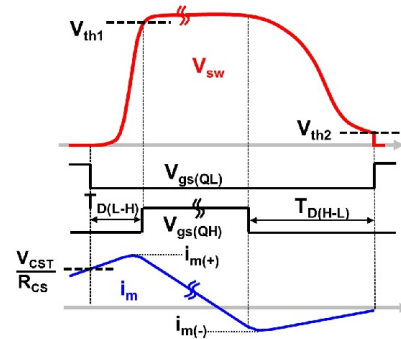 Vth1
Vsw
Vth2
Vgs(QL)
TD(L-H)
TD(H-L)
Vgs(QH)
VCST
RCS
im(+)
im
im(-)